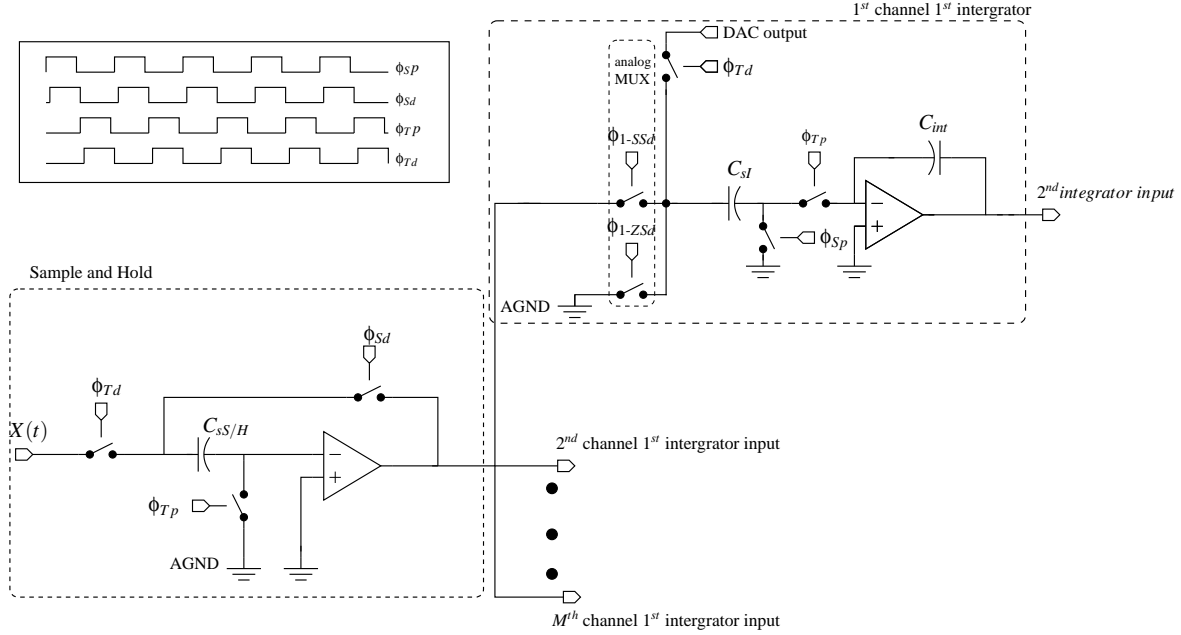 1st channel 1st intergrator
DAC output
analog
MUX
ϕTd
ϕSp
ϕSd
ϕTp
ϕTd
ϕ1-SSd
ϕTp
Cint
CsI
2nd integrator input
ϕ1-ZSd
ϕSp
AGND
Sample and Hold
ϕSd
ϕTd
X(t)
CsS/H
2nd channel 1st intergrator input
ϕTp
AGND
Mth channel 1st intergrator input